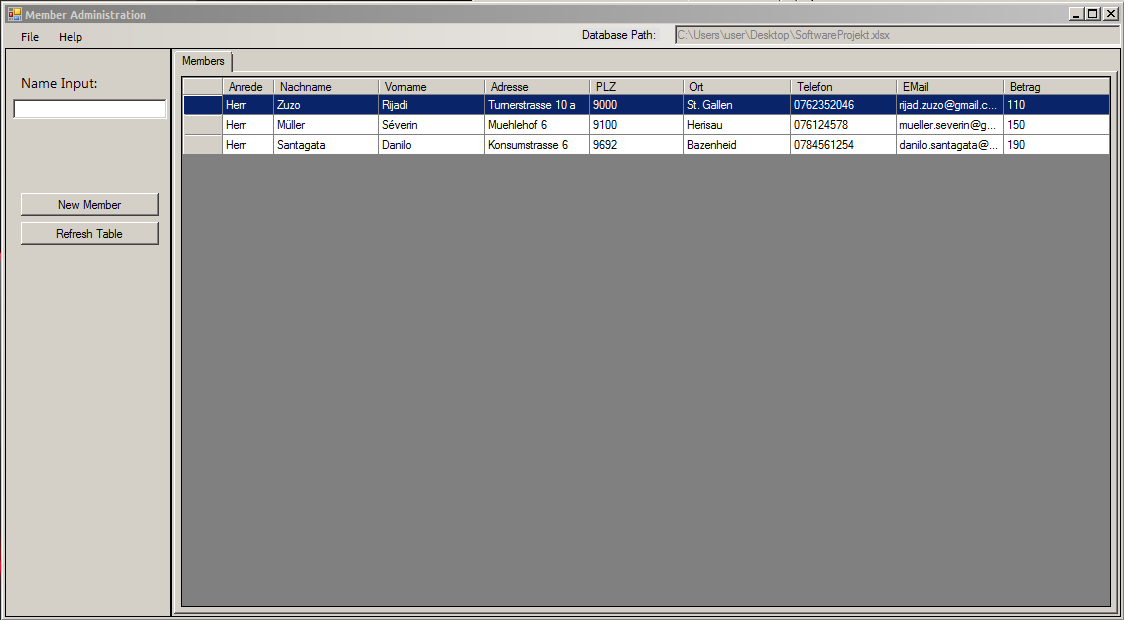 Member Administration
File Help Database Path: C:\Users\user\Desktop\SoftwareProjekt.xlsx
Name Input:
New Member
Refresh Table
Members
Anrede Nachname Vorname Adresse PLZ Ort Telefon EMail Betrag
Herr Zuzo Rijadi Turnerstrasse 10 a 9000 St. Gallen 0762352046 rijad.zuzo@gmail.c... 110
Herr Müller Séverin Muehlehof 6 9100 Herisau 076124578 mueller.severin@g... 150
Herr Santagata Danilo Konsumstrasse 6 9692 Bazenheid 0784561254 danilo.santagata@... 190